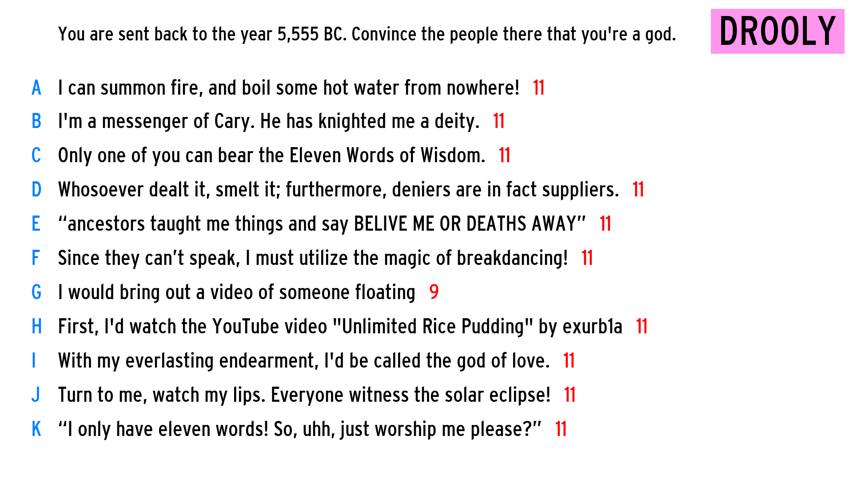 You are sent back to the year 5,555 BC. Convince the people there that you're a god.
DROOLY
A I can summon fire, and boil some hot water from nowhere! 11
B I'm a messenger of Cary. He has knighted me a deity. 11
C Only one of you can bear the Eleven Words of Wisdom. 11
D Whosoever dealt it, smelt it; furthermore, deniers are in fact suppliers. 11
E “ancestors taught me things and say BELIVE ME OR DEATHS AWAY” 11
F Since they can’t speak, I must utilize the magic of breakdancing! 11
G I would bring out a video of someone floating 9
H First, I'd watch the YouTube video "Unlimited Rice Pudding" by exurb1a 11
I With my everlasting endearment, I'd be called the god of love. 11
J Turn to me, watch my lips. Everyone witness the solar eclipse! 11
K “I only have eleven words! So, uhh, just worship me please?” 11